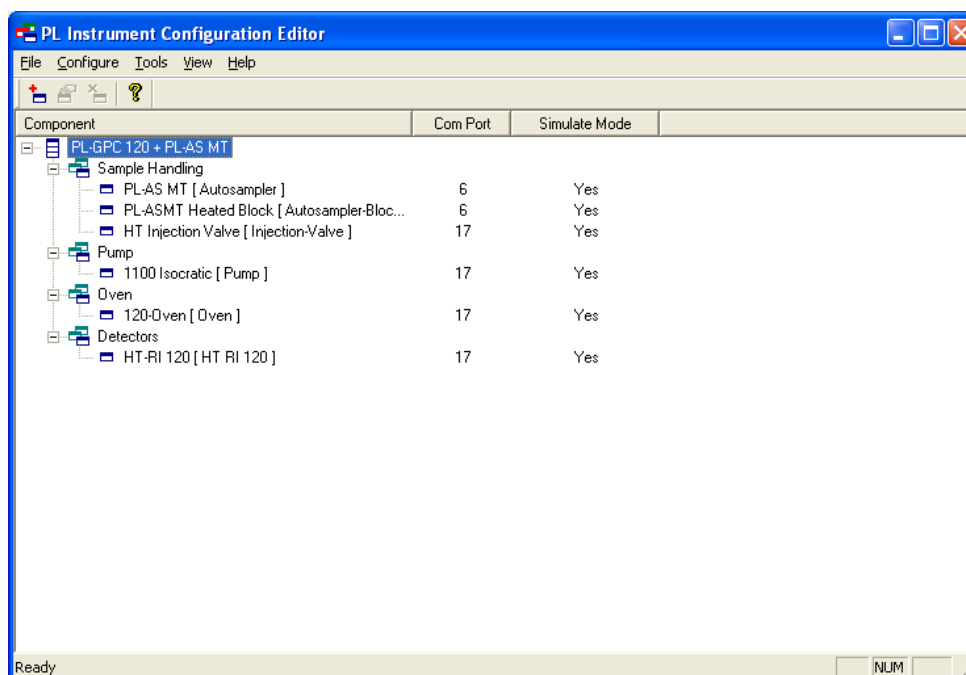 PL Instrument Configuration Editor
File Configure Tools View Help
Component Com Port Simulate Mode
PL-GPC 120 + PL-AS MT
Sample Handling
PL-AS MT [ Autosampler ] 6 Yes
PL-ASMT Heated Block [ Autosampler-Bloc... 6 Yes
HT Injection Valve [ Injection-Valve ] 17 Yes
Pump
1100 Isocratic [ Pump ] 17 Yes
Oven
120-Oven [ Oven ] 17 Yes
Detectors
HT-RI 120 [ HT RI 120 ] 17 Yes
Ready NUM